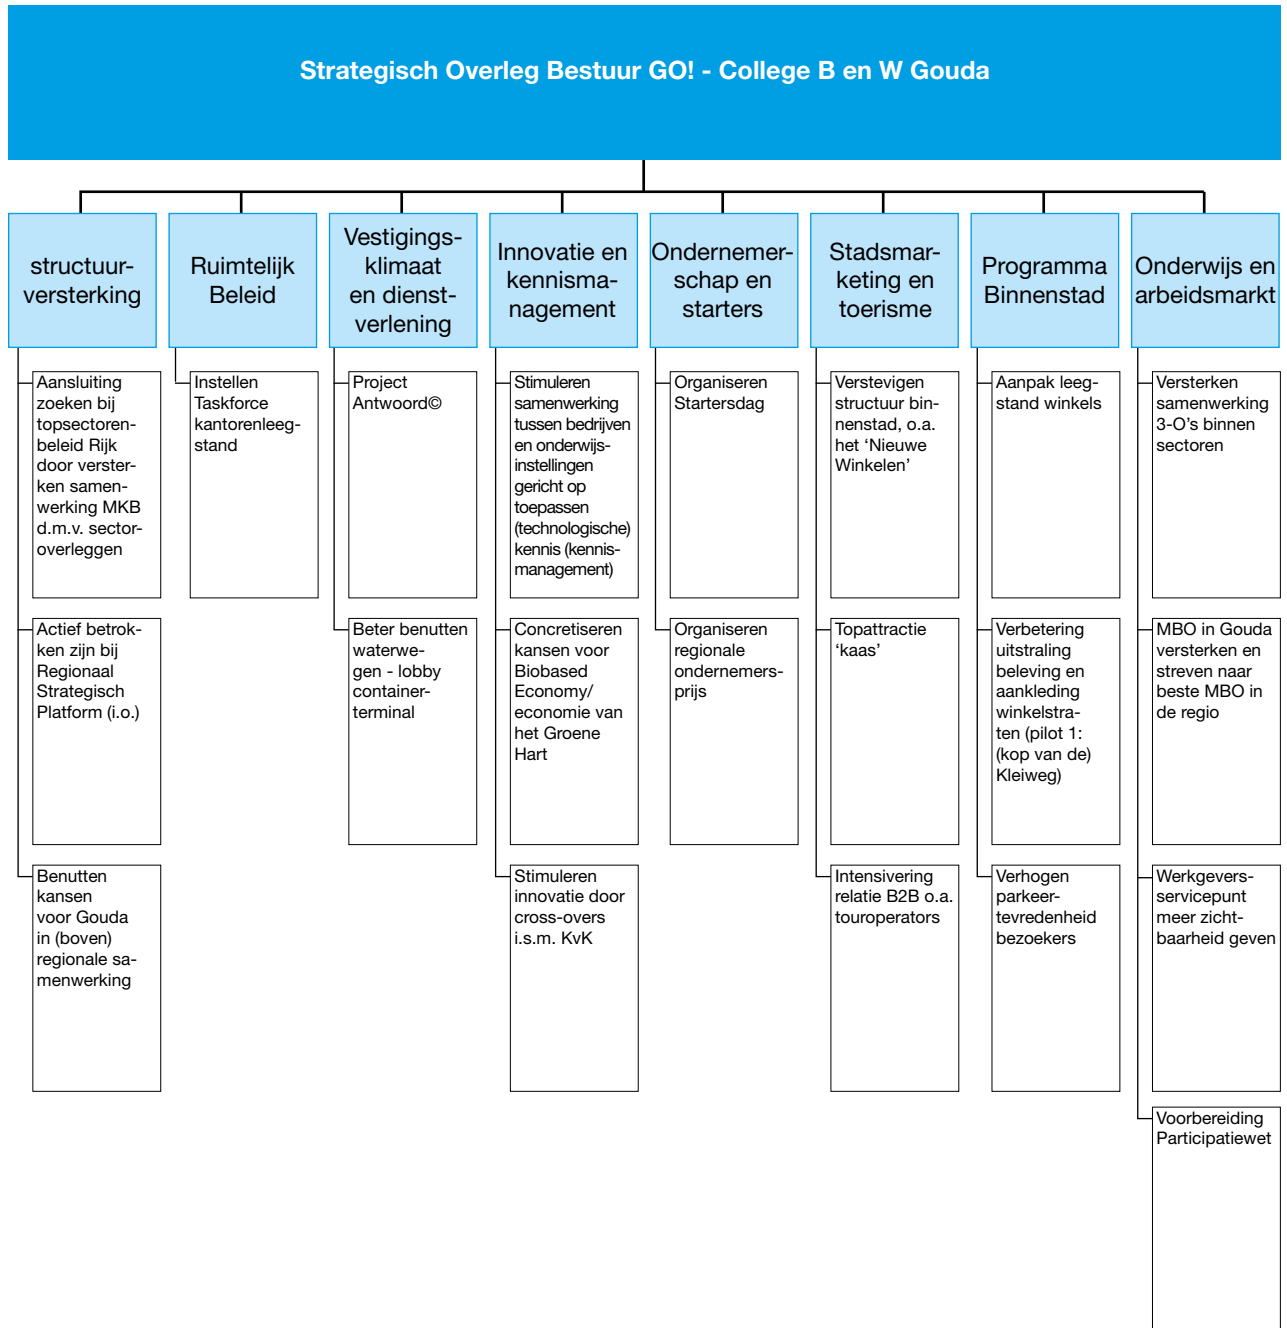 Strategisch Overleg Bestuur GO! - College B en W Gouda
structuur-
versterking
Aansluiting
zoeken bij
topsectoren-
beleid Rijk
door verster-
ken samen-
werking MKB
d.m.v. sector-
overleggen
Actief betrok-
ken zijn bij
Regionaal
Strategisch
Platform (i.o.)
Benutten
kansen
voor Gouda
in (boven)
regionale sa-
menwerking
Ruimtelijk
Beleid
Instellen
Taskforce
kantorenleeg-
stand
Vestigings-
klimaat
en dienst-
verlening
Project
Antwoord©
Beter benutten
waterwe-
gen - lobby
container-
terminal
Innovatie en
kennisma-
nagement
Stimuleren
samenwerking
tussen bedrijven
en onderwijs-
instellingen
gericht op
toepassen
(technologische)
kennis (kennis-
management)
Concretiseren
kansen voor
Biobased
Economy/
economie van
het Groene
Hart
Stimuleren
innovatie door
cross-overs
i.s.m. KvK
Ondernemer-
schap en
starters
Organiseren
Startersdag
Organiseren
regionale
ondernemers-
prijs
Stadsmar-
keting en
toerisme
Verstevigen
structuur bin-
nenstad, o.a.
het ‘Nieuwe
Winkelen’
Topattractie
‘kaas’
Intensivering
relatie B2B o.a.
touroperators
Programma
Binnenstad
Aanpak leeg-
stand winkels
Verbetering
uitstraling
beleving en
aankleding
winkelstra-
ten (pilot 1:
(kop van de)
Kleiweg)
Verhogen
parkeer-
tevredenheid
bezoekers
Onderwijs en
arbeidsmarkt
Versterken
samenwerking
3-O’s binnen
sectoren
MBO in Gouda
versterken en
streven naar
beste MBO in
de regio
Werkgevers-
servicepunt
meer zicht-
baarheid geven
Voorbereiding
Participatiewet